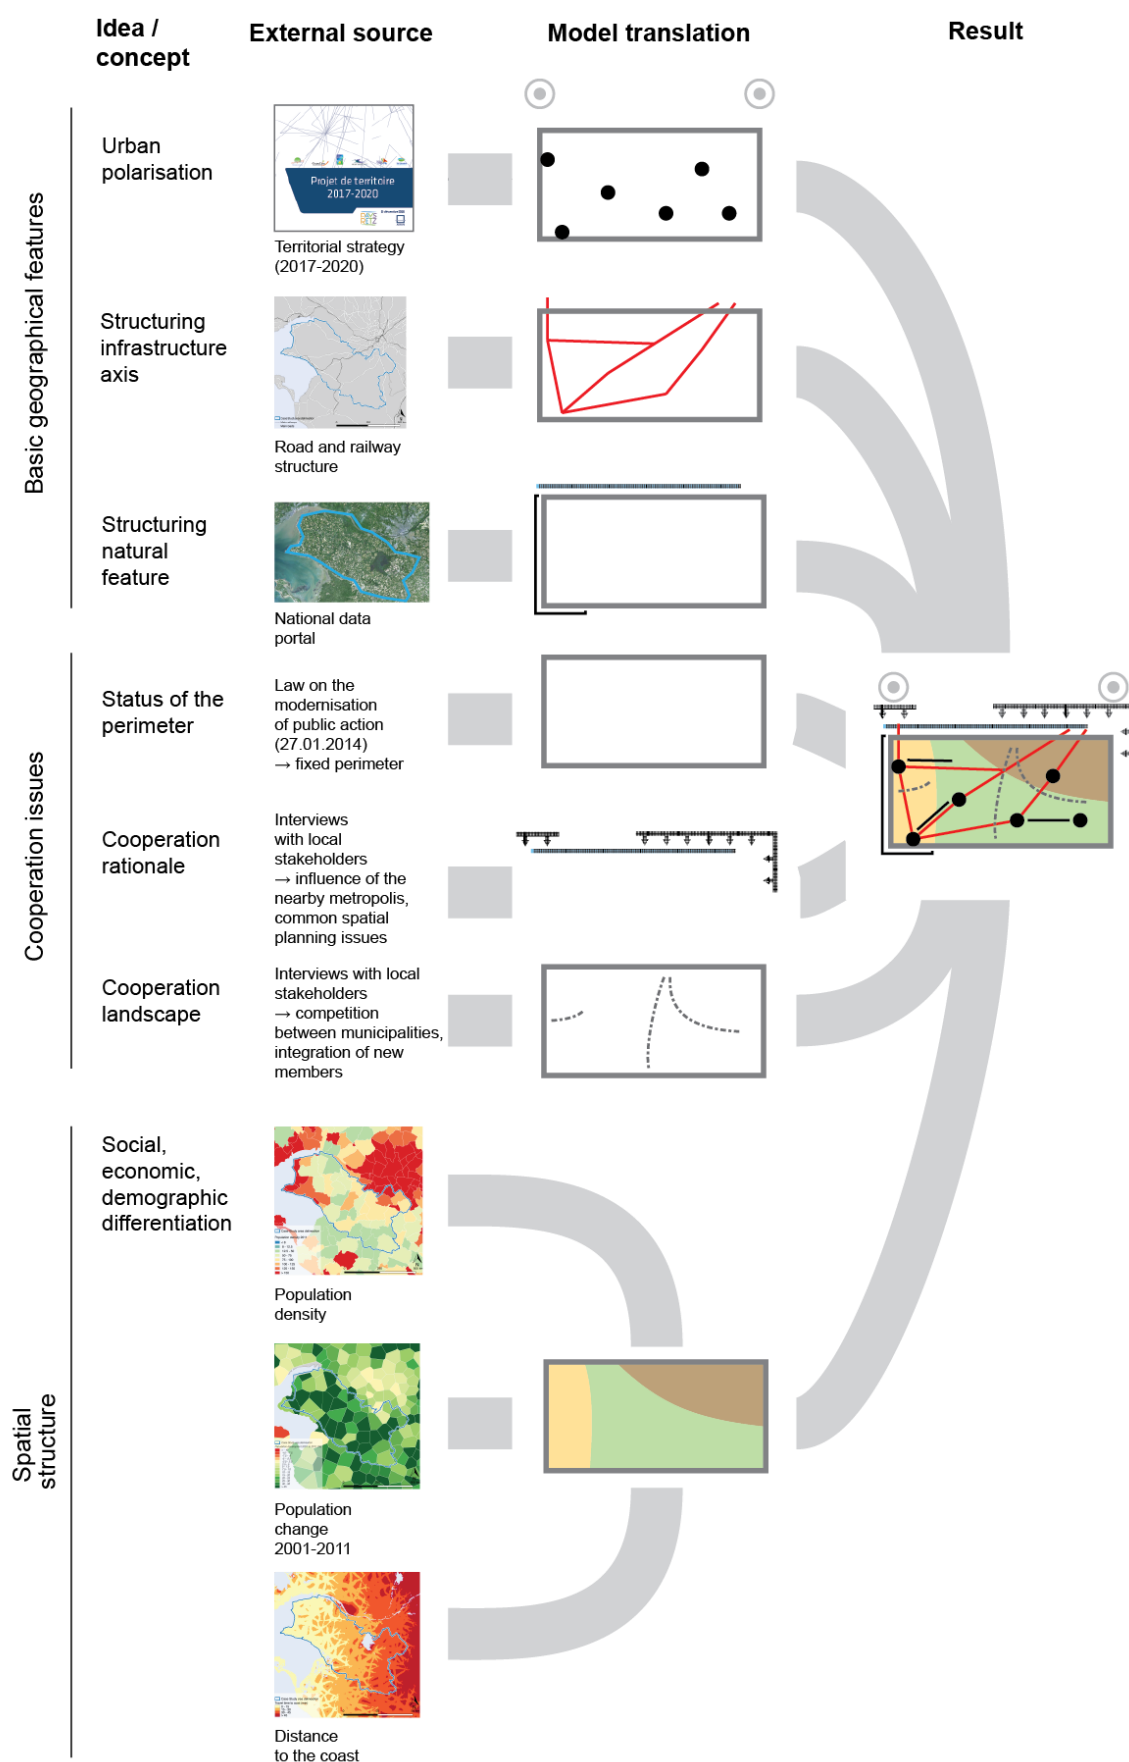 Idea /
concept
External source
Model translation
Result
Basic geographical features
Urban
polarisation
Projet de territoire
2017-2020
Territorial strategy
(2017-2020)
Structuring
infrastructure
axis
Road and railway
structure
Structuring
natural
feature
National data
portal
Cooperation issues
Status of the
perimeter
Law on the
modernisation
of public action
(27.01.2014)
→ fixed perimeter
Cooperation
rationale
Interviews
with local
stakeholders
→ influence of the
nearby metropolis,
common spatial
planning issues
Cooperation
landscape
Interviews with local
stakeholders
→ competition
between municipalities,
integration of new
members
Spatial
structure
Social,
economic,
demographic
differentiation
Population
density
Population
change
2001-2011
Distance
to the coast